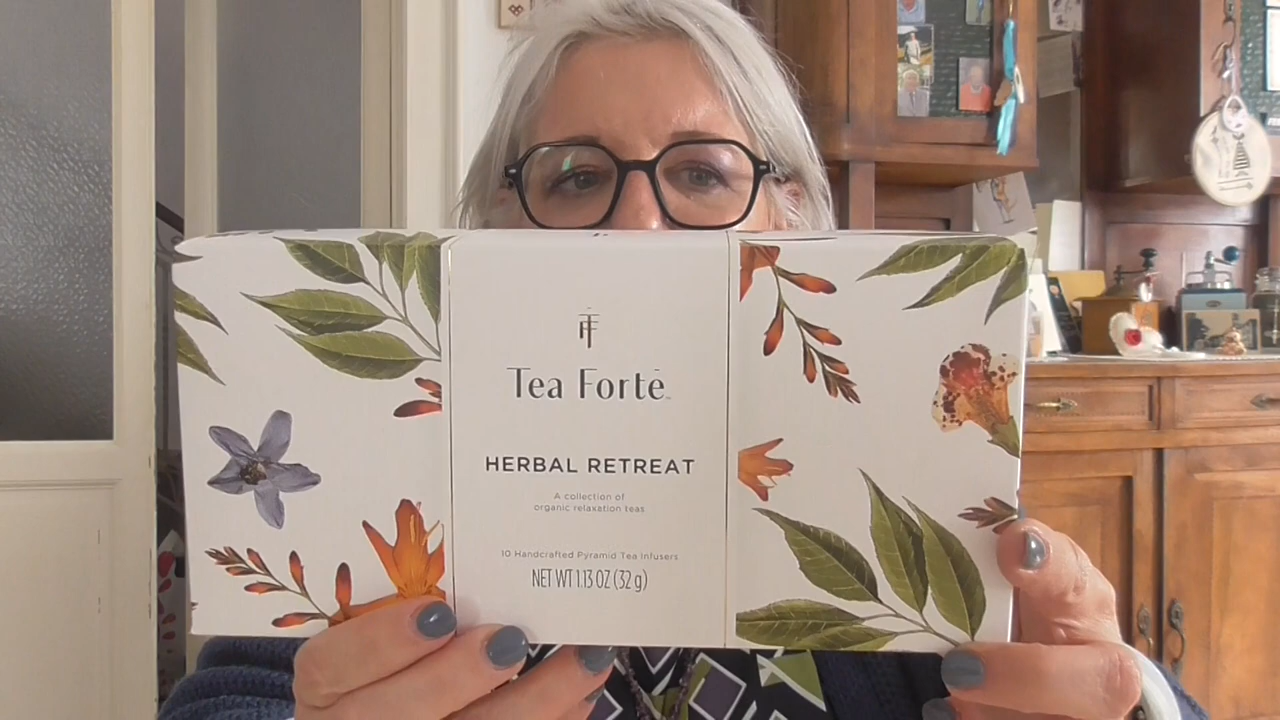 Tea Forté
HERBAL RETREAT
A collection of
organic relaxation teas
10 Handcrafted Pyramid Tea Infusers
NET WT 1.13 OZ (32 g)